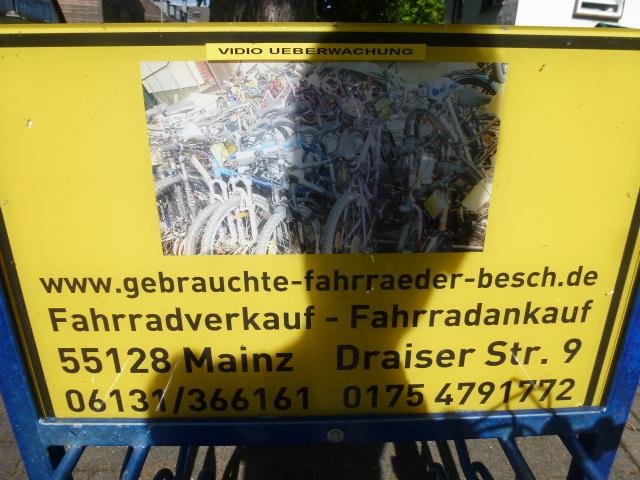 VIDIO UEBERWACHUNG
www.gebrauchte-fahrraeder-besch.de
Fahrradverkauf - Fahrradankauf
55128 Mainz Draiser Str. 9
06131/366161 0175 4791772